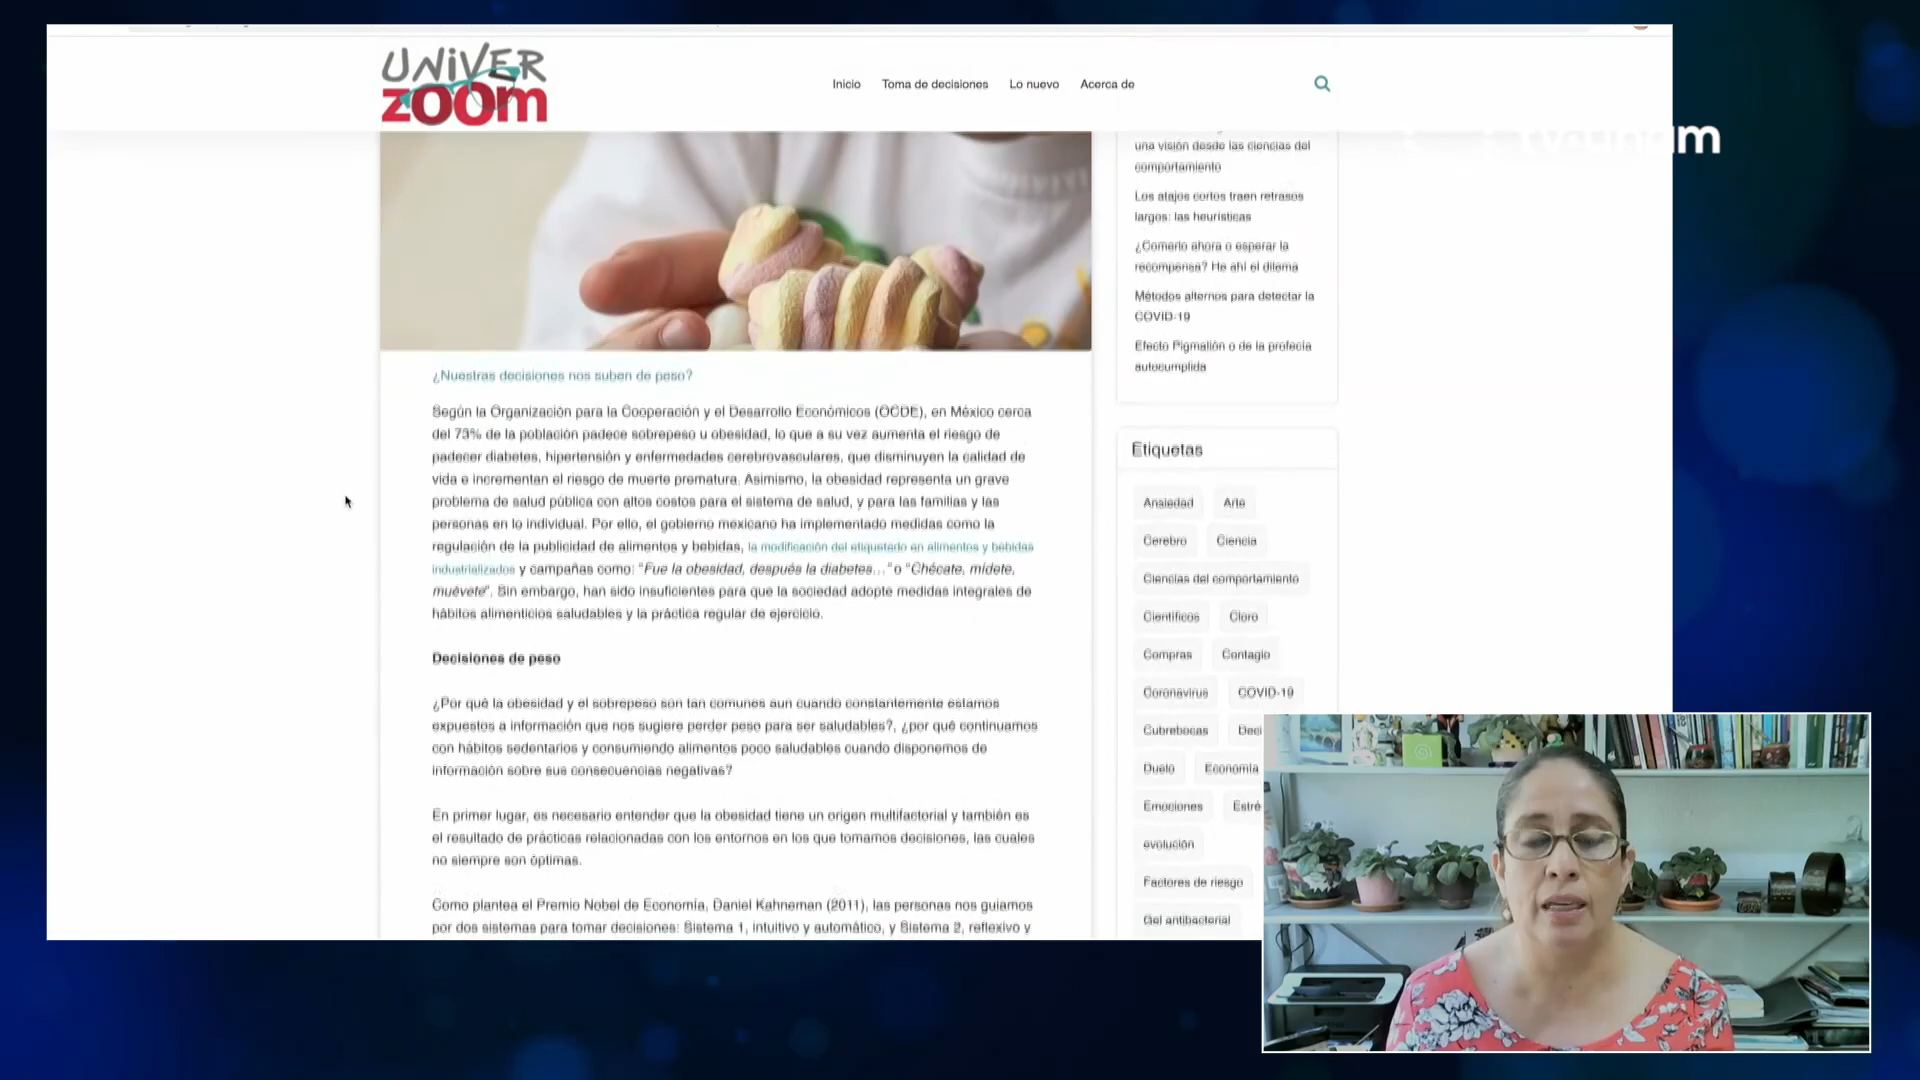 UNiVER
zoom
Inicio Toma de decisiones Lo nuevo Acerca de
una visión desde las ciencias del
comportamiento
Los atajos cortos traen retrasos
largos: las heurísticas
¿Comerlo ahora o esperar la
recompensa? He ahí el dilema
Métodos alternos para detectar la
COVID-19
Efecto Pigmalión o de la profecía
autocumplida
¿Nuestras decisiones nos suben de peso?
Según la Organización para la Cooperación y el Desarrollo Económicos (OCDE), en México cerca
del 73% de la población padece sobrepeso u obesidad, lo que a su vez aumenta el riesgo de
padecer diabetes, hipertensión y enfermedades cerebrovasculares, que disminuyen la calidad de
vida e incrementan el riesgo de muerte prematura. Asimismo, la obesidad representa un grave
problema de salud pública con altos costos para el sistema de salud, y para las familias y las
personas en lo individual. Por ello, el gobierno mexicano ha implementado medidas como la
regulación de la publicidad de alimentos y bebidas, la modificación del etiquetado en alimentos y bebidas
industrializados y campañas como: "Fue la obesidad, después la diabetes..." o "Chécate, mídete,
muévete". Sin embargo, han sido insuficientes para que la sociedad adopte medidas integrales de
hábitos alimenticios saludables y la práctica regular de ejercicio.
Decisiones de peso
¿Por qué la obesidad y el sobrepeso son tan comunes aun cuando constantemente estamos
expuestos a información que nos sugiere perder peso para ser saludables?, ¿por qué continuamos
con hábitos sedentarios y consumiendo alimentos poco saludables cuando disponemos de
información sobre sus consecuencias negativas?
En primer lugar, es necesario entender que la obesidad tiene un origen multifactorial y también es
el resultado de prácticas relacionadas con los entornos en los que tomamos decisiones, las cuales
no siempre son óptimas.
Como plantea el Premio Nobel de Economía, Daniel Kahneman (2011), las personas nos guiamos
por dos sistemas para tomar decisiones: Sistema 1, intuitivo y automático, y Sistema 2, reflexivo y
Etiquetas
Ansiedad Arte
Cerebro Ciencia
Ciencias del comportamiento
Científicos Cloro
Compras Contagio
Coronavirus COVID-19
Cubrebocas Deci
Duelo Economía
Emociones Estré
evolución
Factores de riesgo
Gel antibacterial